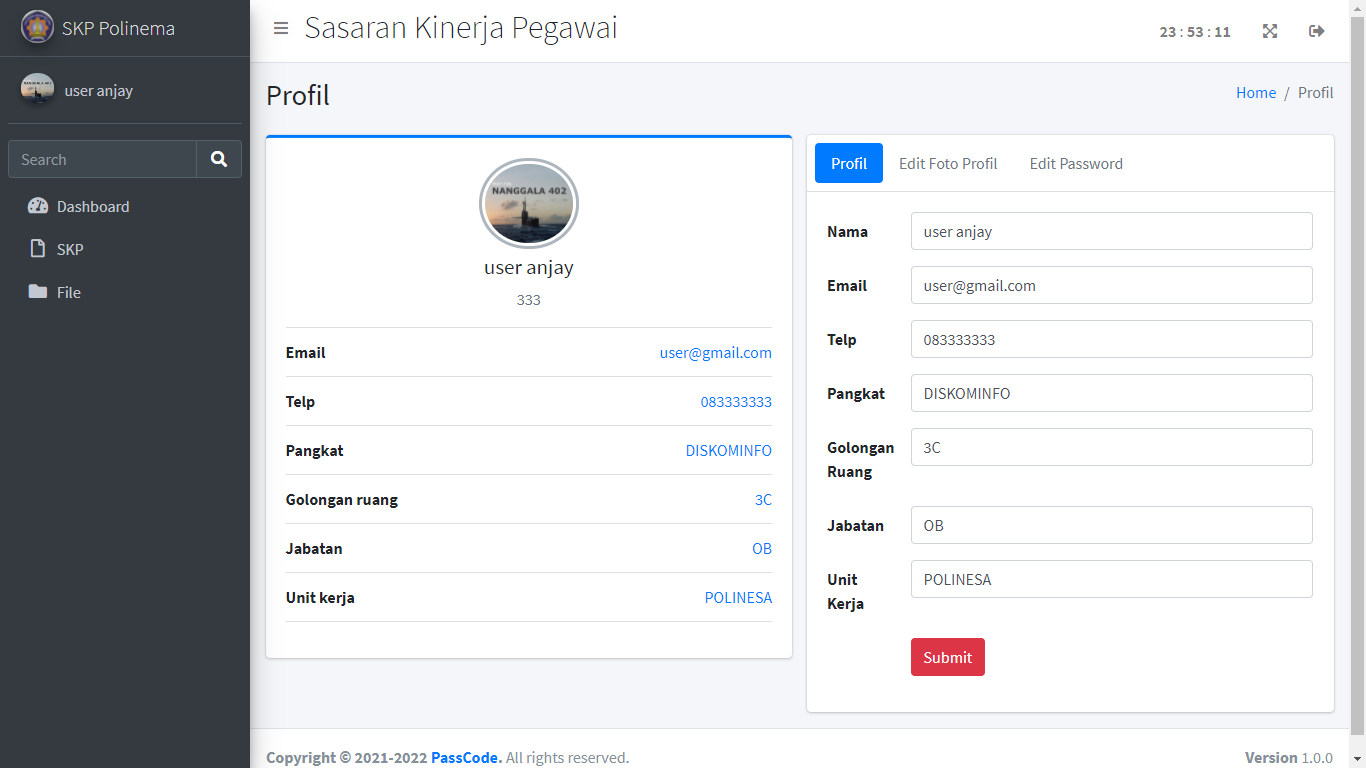 SKP Polinema
Sasaran Kinerja Pegawai
23 : 53 : 11
user anjay
Search
Dashboard
SKP
File
Profil
Home / Profil
NANGGALA 402
user anjay
333
Email user@gmail.com
Telp 083333333
Pangkat DISKOMINFO
Golongan ruang 3C
Jabatan OB
Unit kerja POLINESA
Profil Edit Foto Profil Edit Password
Nama user anjay
Email user@gmail.com
Telp 083333333
Pangkat DISKOMINFO
Golongan 3C
Ruang
Jabatan OB
Unit POLINESA
Kerja
Submit
Copyright © 2021-2022 PassCode. All rights reserved.
Version 1.0.0